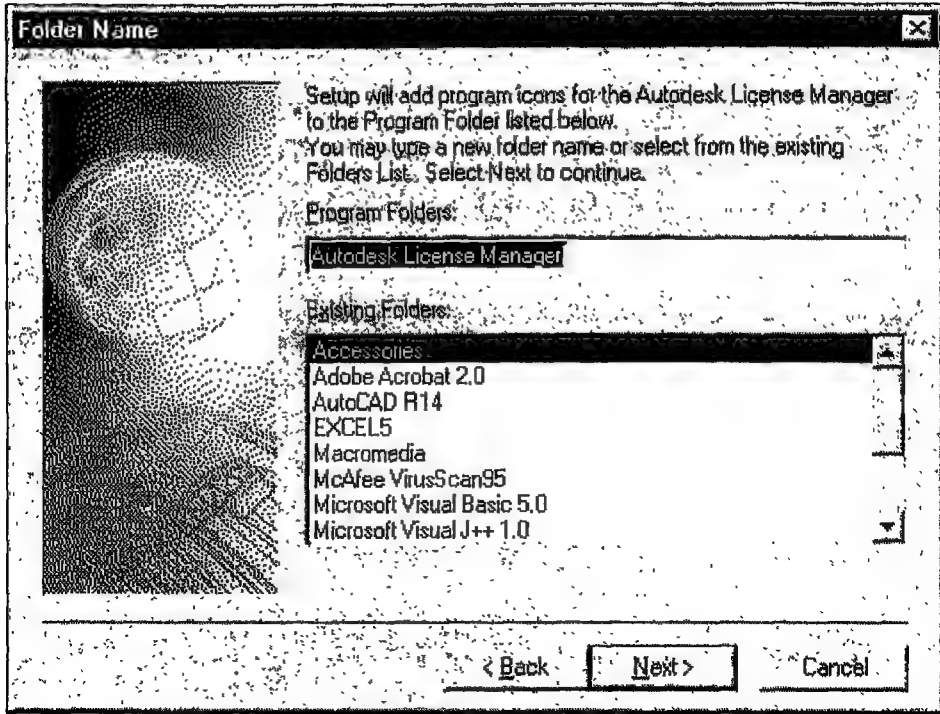 Folder Name
Setup will add program icons for the Autodesk License Manager
to the Program Folder listed below.
You may type a new folder name or select from the existing
Folders List. Select Next to continue.
Program Folders:
Autodesk License Manager
Existing Folders:
Accessories
Adobe Acrobat 2.0
AutoCAD R14
EXCEL5
Macromedia
McAfee VirusScan95
Microsoft Visual Basic 5.0
Microsoft Visual J++ 1.0
< Back Next > Cancel